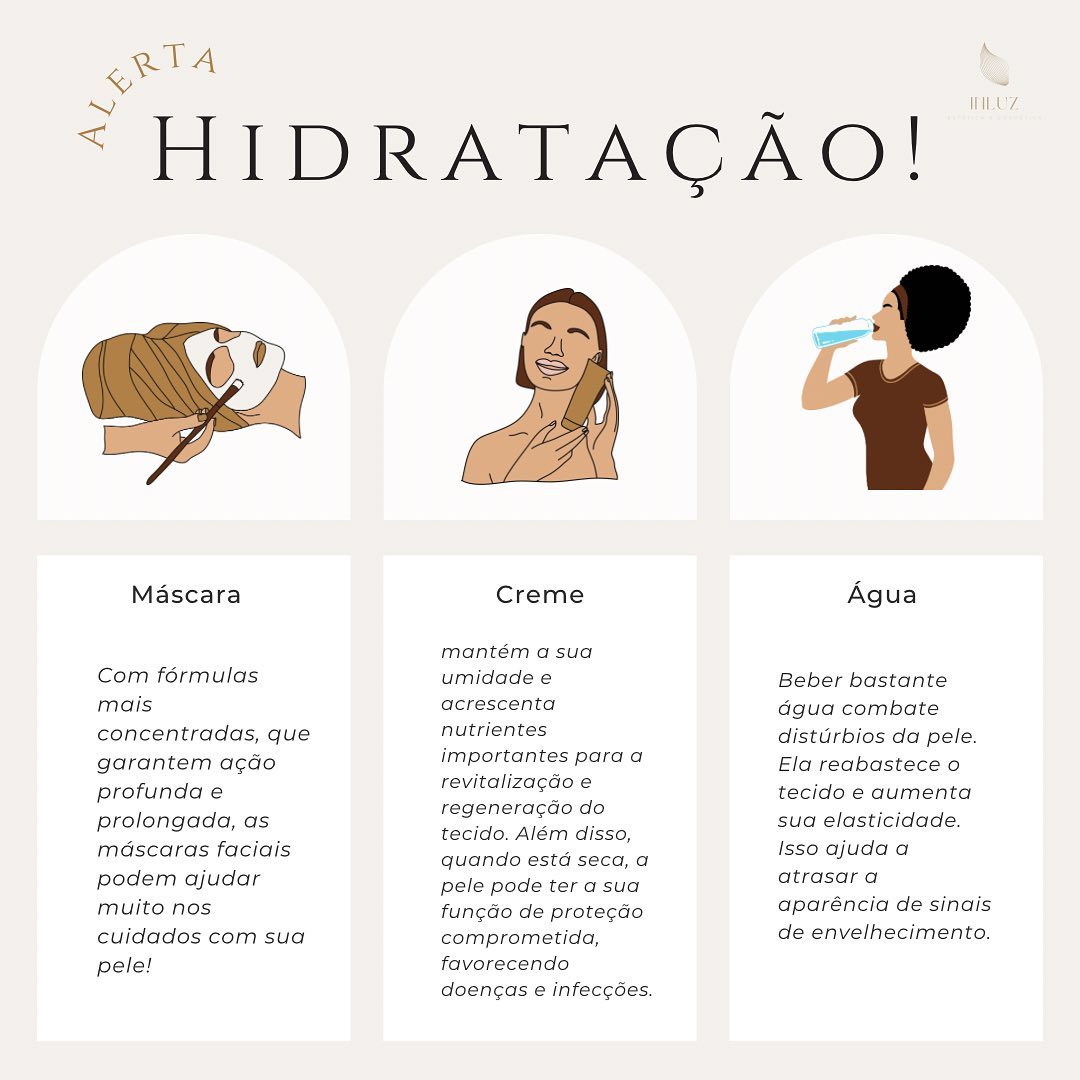 ALERTA
HIDRATAÇÃO!
INLUZ
ESTÉTICA E COSMÉTICA
Máscara
Com fórmulas
mais
concentradas, que
garantem ação
profunda e
prolongada, as
máscaras faciais
podem ajudar
muito nos
cuidados com sua
pele!
Creme
mantém a sua
umidade e
acrescenta
nutrientes
importantes para a
revitalização e
regeneração do
tecido. Além disso,
quando está seca, a
pele pode ter a sua
função de proteção
comprometida,
favorecendo
doenças e infecções.
Água
Beber bastante
água combate
distúrbios da pele.
Ela reabastece o
tecido e aumenta
sua elasticidade.
Isso ajuda a
atrasar a
aparência de sinais
de envelhecimento.